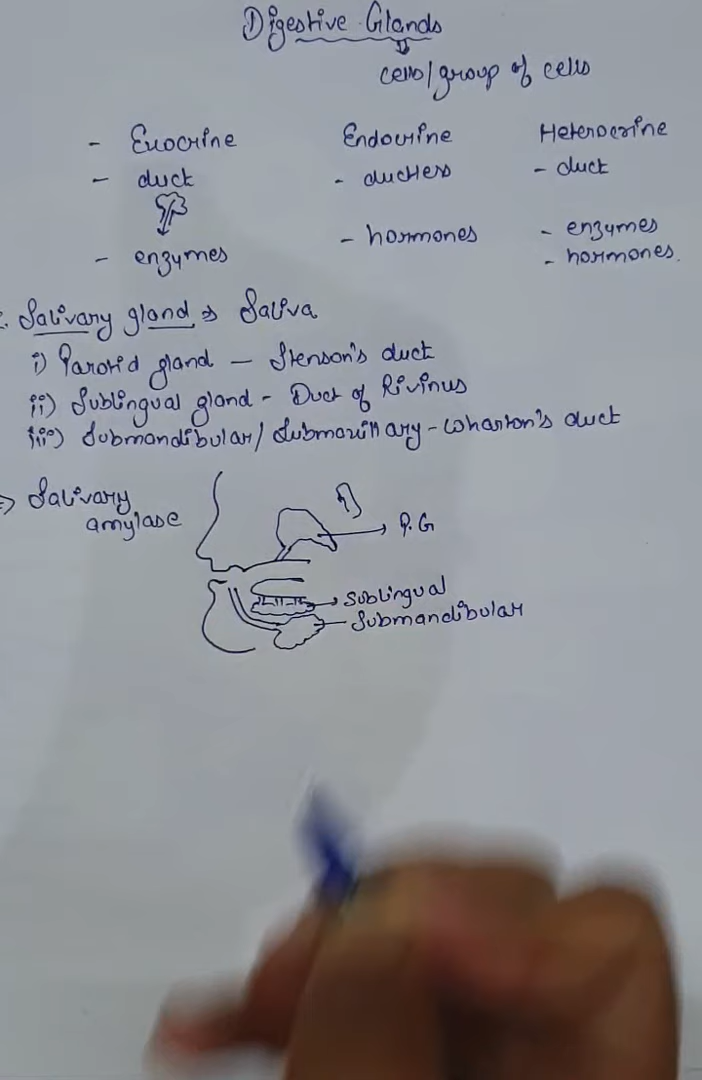 Digestive Glands
cells/group of cells
- Exocrine Endocrine Heterocrine
- duct - ductless - duct
- enzymes - hormones - enzymes
- hormones.
Salivary gland → Saliva
i) Parotid gland – Stenson's duct
ii) Sublingual gland - Duct of Rivinus
iii) Submandibular/Submaxillary - Wharton's duct
⇒ Salivary
amylase
P.G
Sublingual
Submandibular